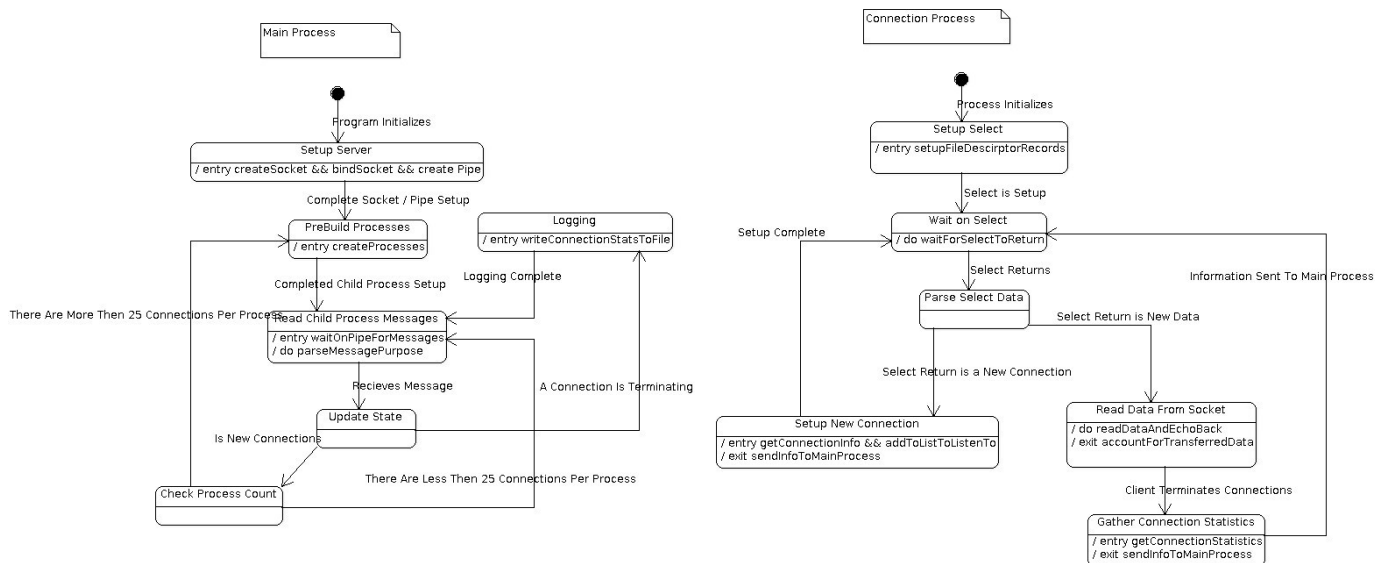 Main Process
Program Initializes
Setup Server
/ entry createSocket && bindSocket && create Pipe
Complete Socket / Pipe Setup
PreBuild Processes
/ entry createProcesses
Logging
/ entry writeConnectionStatsToFile
Completed Child Process Setup
Logging Complete
There Are More Then 25 Connections Per Process
Read Child Process Messages
/ entry waitOnPipeForMessages
/ do parseMessagePurpose
Recieves Message
A Connection Is Terminating
Update State
Is New Connections
There Are Less Then 25 Connections Per Process
Check Process Count
Connection Process
Process Initializes
Setup Select
/ entry setupFileDescirptorRecords
Select is Setup
Wait on Select
/ do waitForSelectToReturn
Setup Complete
Select Returns
Information Sent To Main Process
Parse Select Data
Select Return is New Data
Select Return is a New Connection
Setup New Connection
/ entry getConnectionInfo && addToListToListenTo
/ exit sendInfoToMainProcess
Read Data From Socket
/ do readDataAndEchoBack
/ exit accountForTransferredData
Client Terminates Connections
Gather Connection Statistics
/ entry getConnectionStatistics
/ exit sendInfoToMainProcess